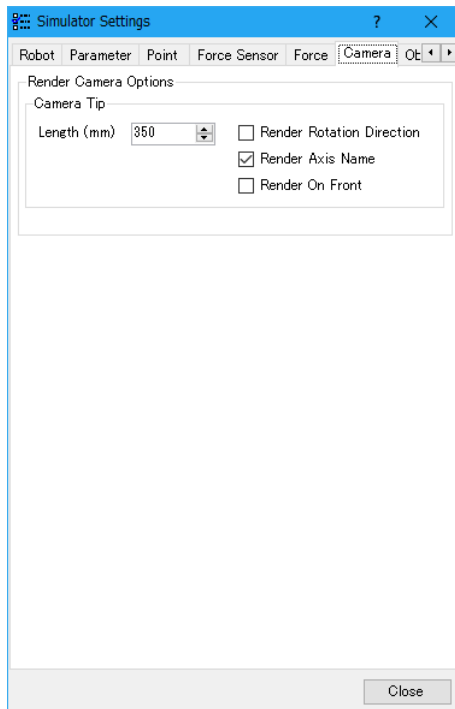 Simulator Settings ?
Robot Parameter Point Force Sensor Force Camera
Render Camera Options
Camera Tip
Length (mm) 350 Render Rotation Direction
Render Axis Name
Render On Front
Close